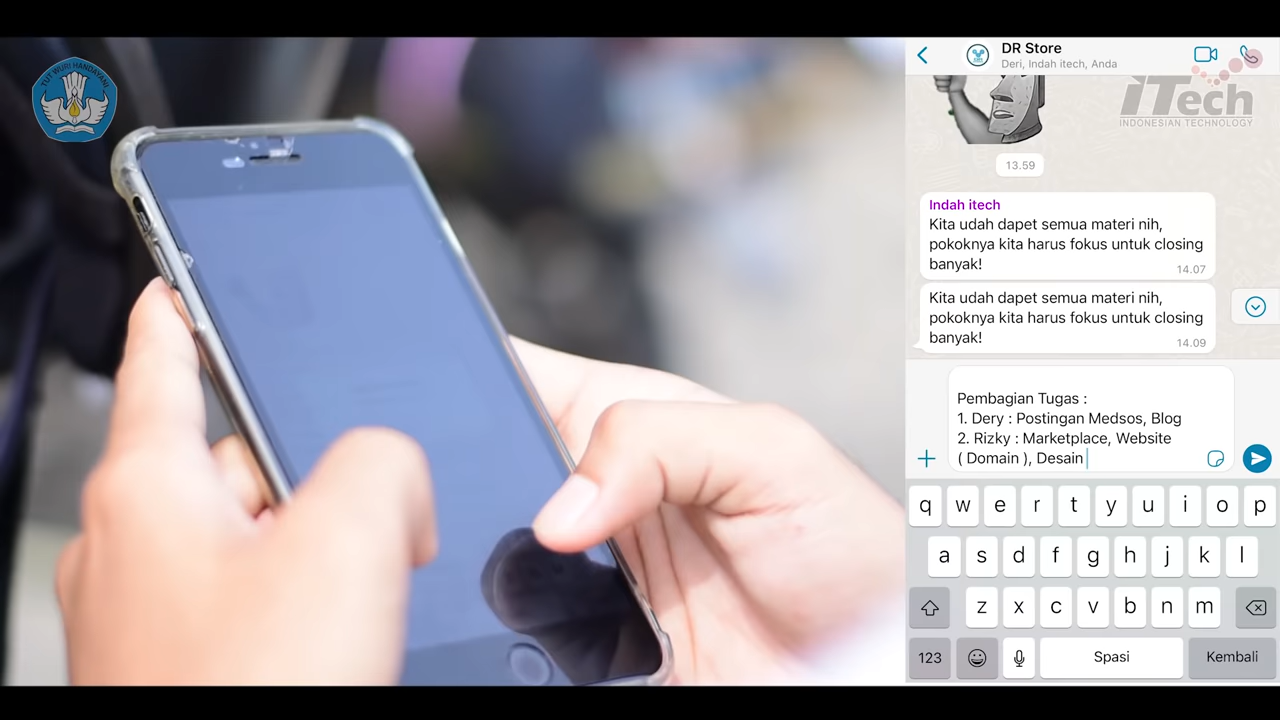 TUT WURI HANDAYANI
DR Store
Deri, Indah itech, Anda
iTech
INDONESIAN TECHNOLOGY
13.59
Indah itech
Kita udah dapet semua materi nih,
pokoknya kita harus fokus untuk closing
banyak!
14.07
Kita udah dapet semua materi nih,
pokoknya kita harus fokus untuk closing
banyak!
14.09
Pembagian Tugas :
1. Dery : Postingan Medsos, Blog
2. Rizky : Marketplace, Website
( Domain ), Desain
q w e r t y u i o p
a s d f g h j k l
z x c v b n m
123 Spasi Kembali